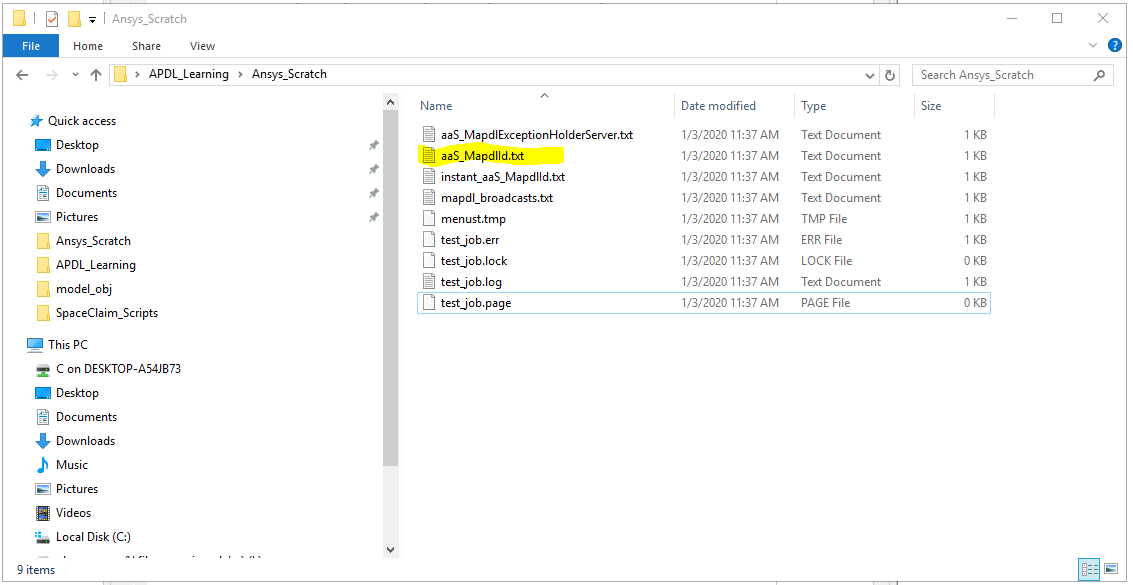 Ansys_Scratch
File Home Share View
APDL_Learning > Ansys_Scratch
Search Ansys_Scratch
Quick access
Desktop
Downloads
Documents
Pictures
Ansys_Scratch
APDL_Learning
model_obj
SpaceClaim_Scripts
This PC
C on DESKTOP-A54JB73
Desktop
Documents
Downloads
Music
Pictures
Videos
Local Disk (C:)
Name Date modified Type Size
aaS_MapdlExceptionHolderServer.txt 1/3/2020 11:37 AM Text Document 1 KB
aaS_MapdlId.txt 1/3/2020 11:37 AM Text Document 1 KB
instant_aaS_MapdlId.txt 1/3/2020 11:37 AM Text Document 1 KB
mapdl_broadcasts.txt 1/3/2020 11:37 AM Text Document 1 KB
menust.tmp 1/3/2020 11:37 AM TMP File 1 KB
test_job.err 1/3/2020 11:37 AM ERR File 1 KB
test_job.lock 1/3/2020 11:37 AM LOCK File 0 KB
test_job.log 1/3/2020 11:37 AM Text Document 1 KB
test_job.page 1/3/2020 11:37 AM PAGE File 0 KB
9 items